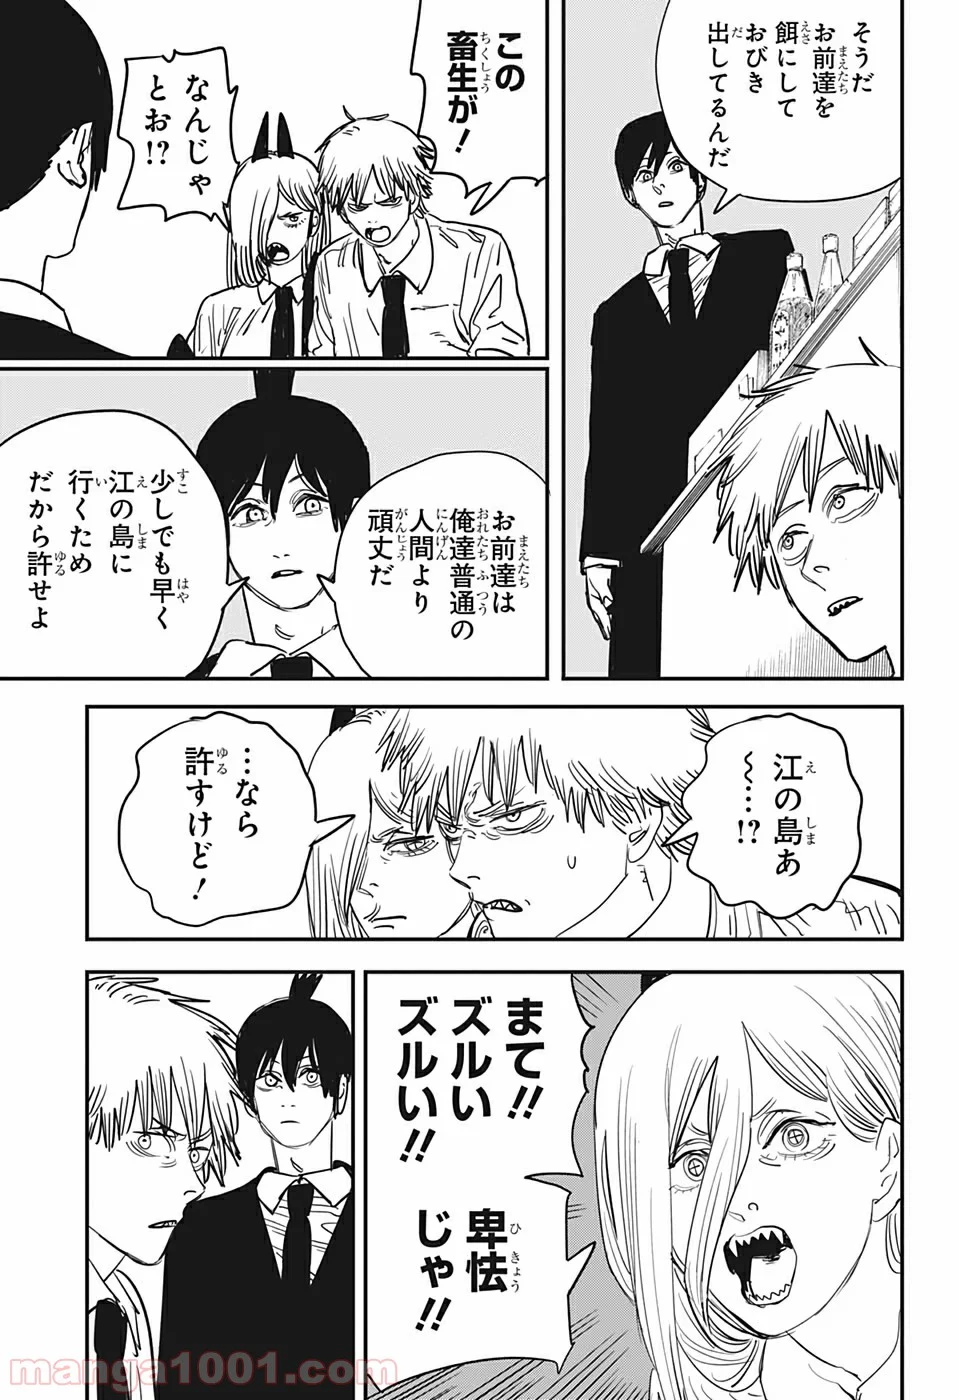 そうだ
お前達を
餌にして
おびき
出してるんだ
この
畜生が！
なんじゃ
とお!?
お前達は
俺達普通の
人間より
頑丈だ
少しでも早く
江の島に
行くため
だから許せよ
江の島ぁ
〜……!?
…なら
許すけど！
まて!!
ズルい
ズルい!!
卑怯
じゃ!!
manga1001.com